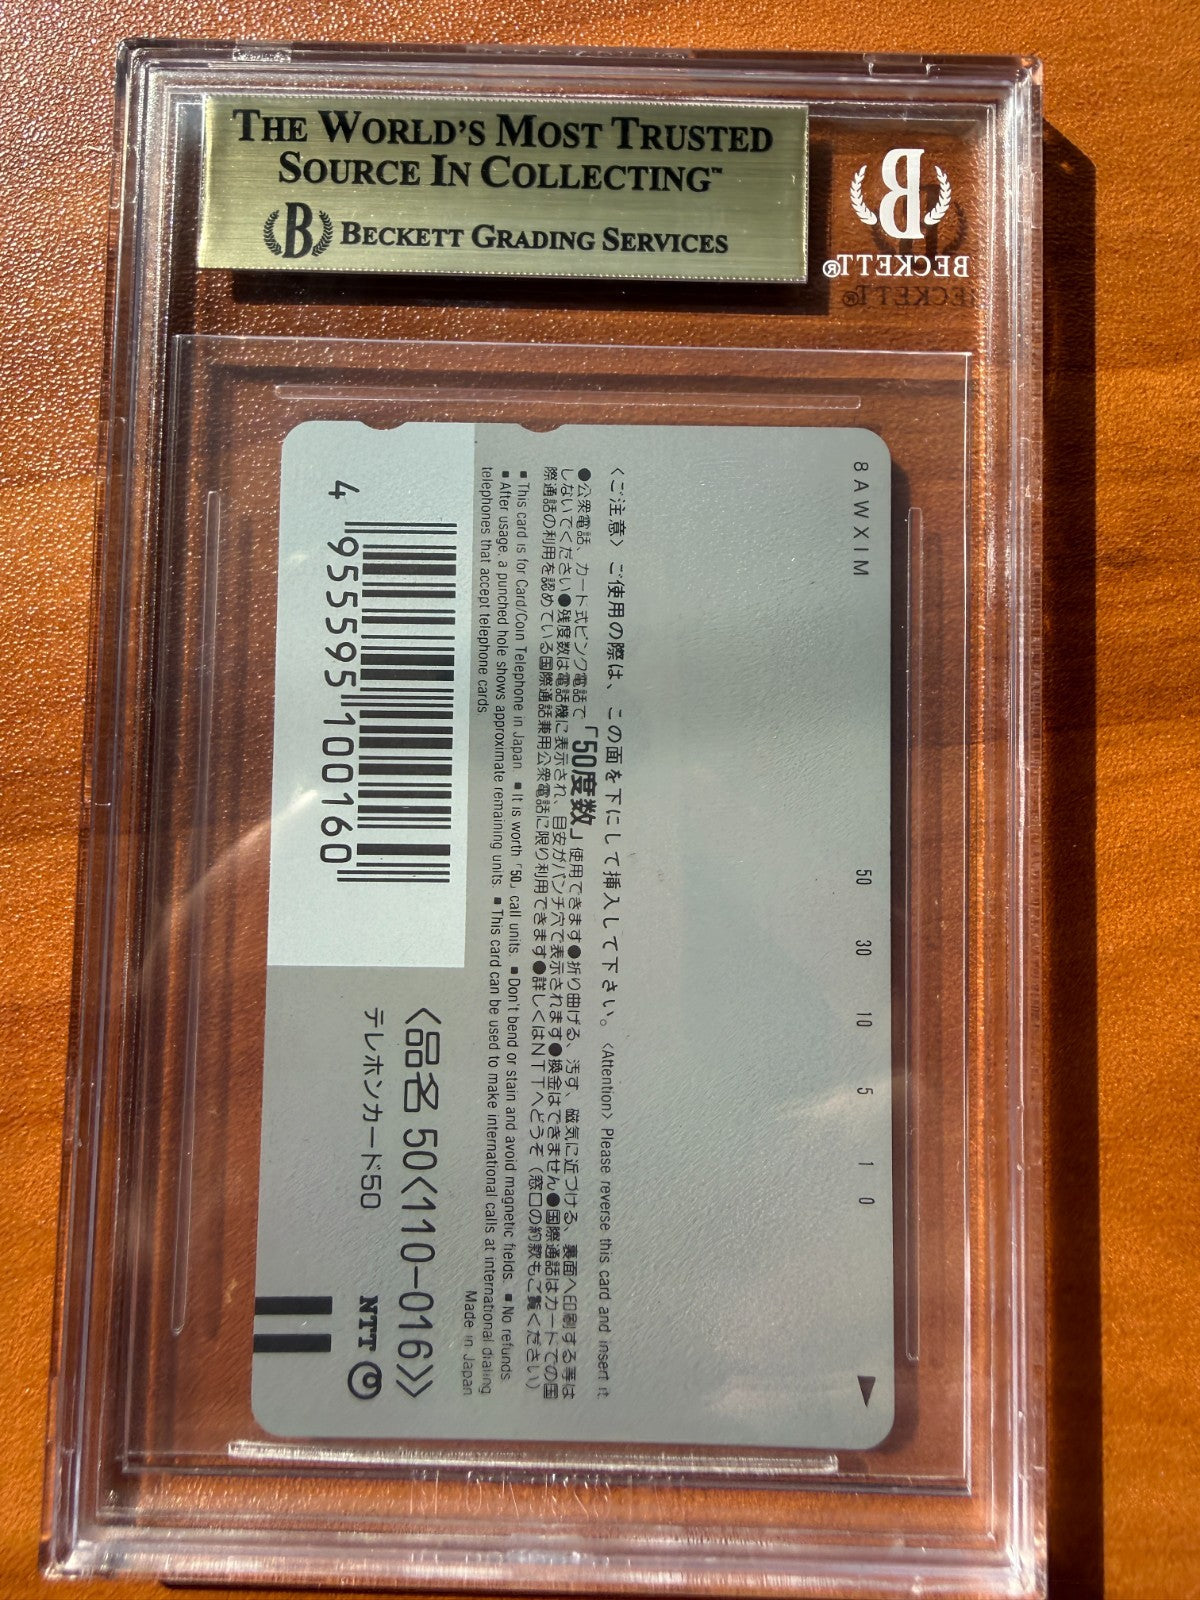 THE WORLD'S MOST TRUSTED
SOURCE IN COLLECTING™
B BECKETT GRADING SERVICES
B
BECKETT®
8AWXIM
50 30 10 5 1 0
〈ご注意〉ご使用の際は、この面を下にして挿入して下さい。〈Attention〉Please reverse this card and insert it
●公衆電話、カード式ピンク電話で「50度数」使用できます●折り曲げる、汚す、磁気に近づける、裏面へ印刷する等は
しないでください●残度数は電話機に表示され、目安がパンチ穴で表示されます●換金はできません●国際通話はカードでの国
際通話の利用を認めている国際通話兼用公衆電話に限り利用できます●詳しくはNTTへどうぞ(窓口の約款もご覧ください)
■This card is for Card/Coin Telephone in Japan. ■It is worth「50」call units. ■Don't bend or stain and avoid magnetic fields. ■No refunds.
■After usage, a punched hole shows approximate remaining units. ■This card can be used to make international calls at international dialing
telephones that accept telephone cards.
Made in Japan
4 955595 100160
〈品名 50〈110-016〉〉
テレホンカード50
NTT